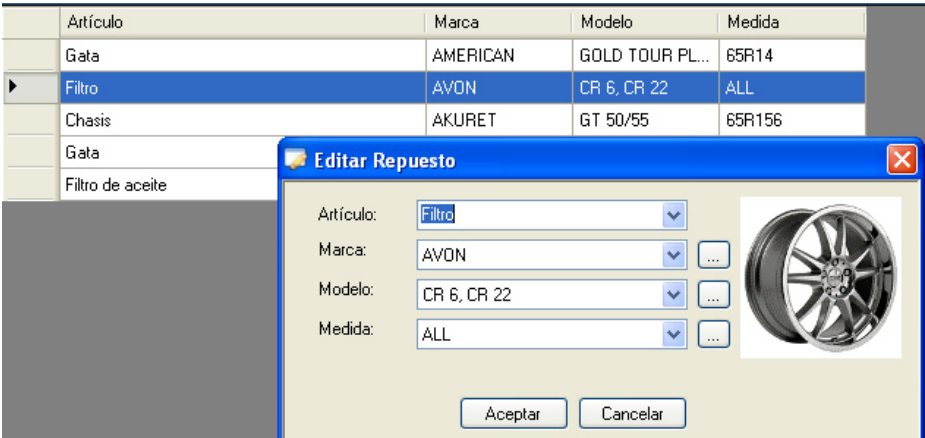 Artículo Marca Modelo Medida
Gata AMERICAN GOLD TOUR PL... 65R14
Filtro AVON CR 6, CR 22 ALL
Chasis AKURET GT 50/55 65R156
Gata
Filtro de aceite
Editar Repuesto
Artículo: Filtro
Marca: AVON ...
Modelo: CR 6, CR 22 ...
Medida: ALL ...
Aceptar Cancelar